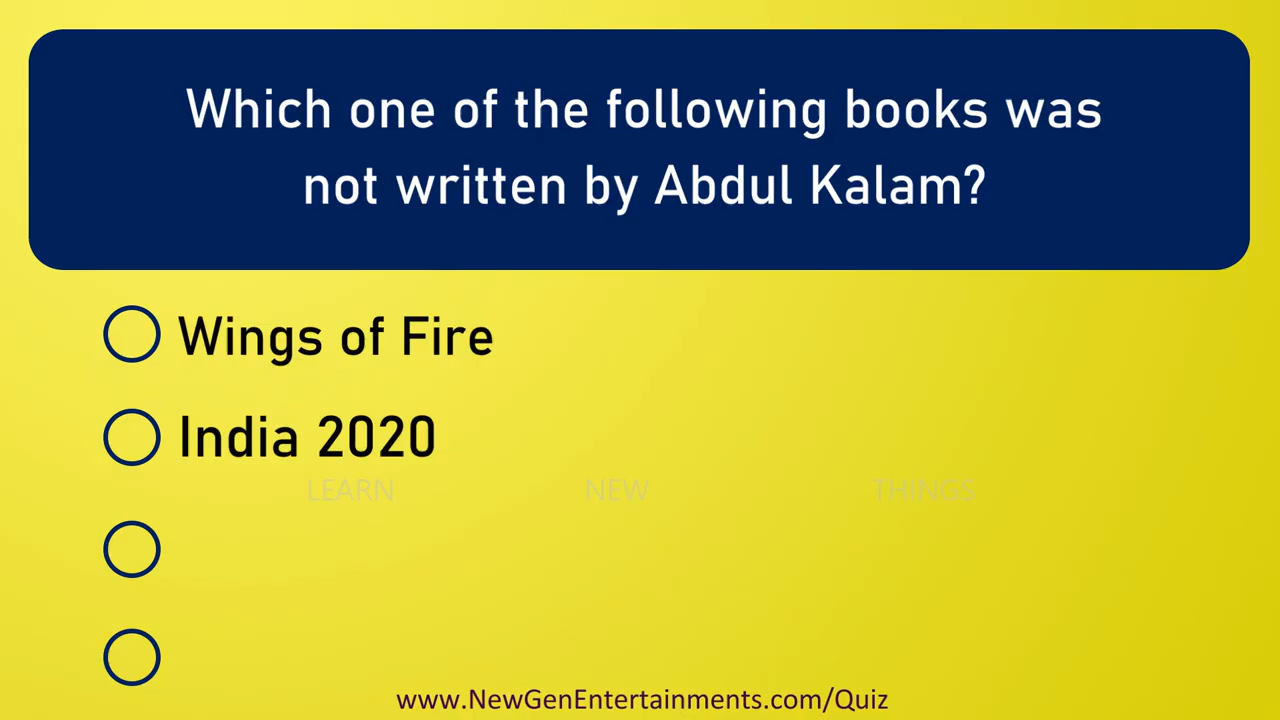 Which one of the following books was
not written by Abdul Kalam?
Wings of Fire
India 2020
LEARN NEW THINGS
www.NewGenEntertainments.com/Quiz